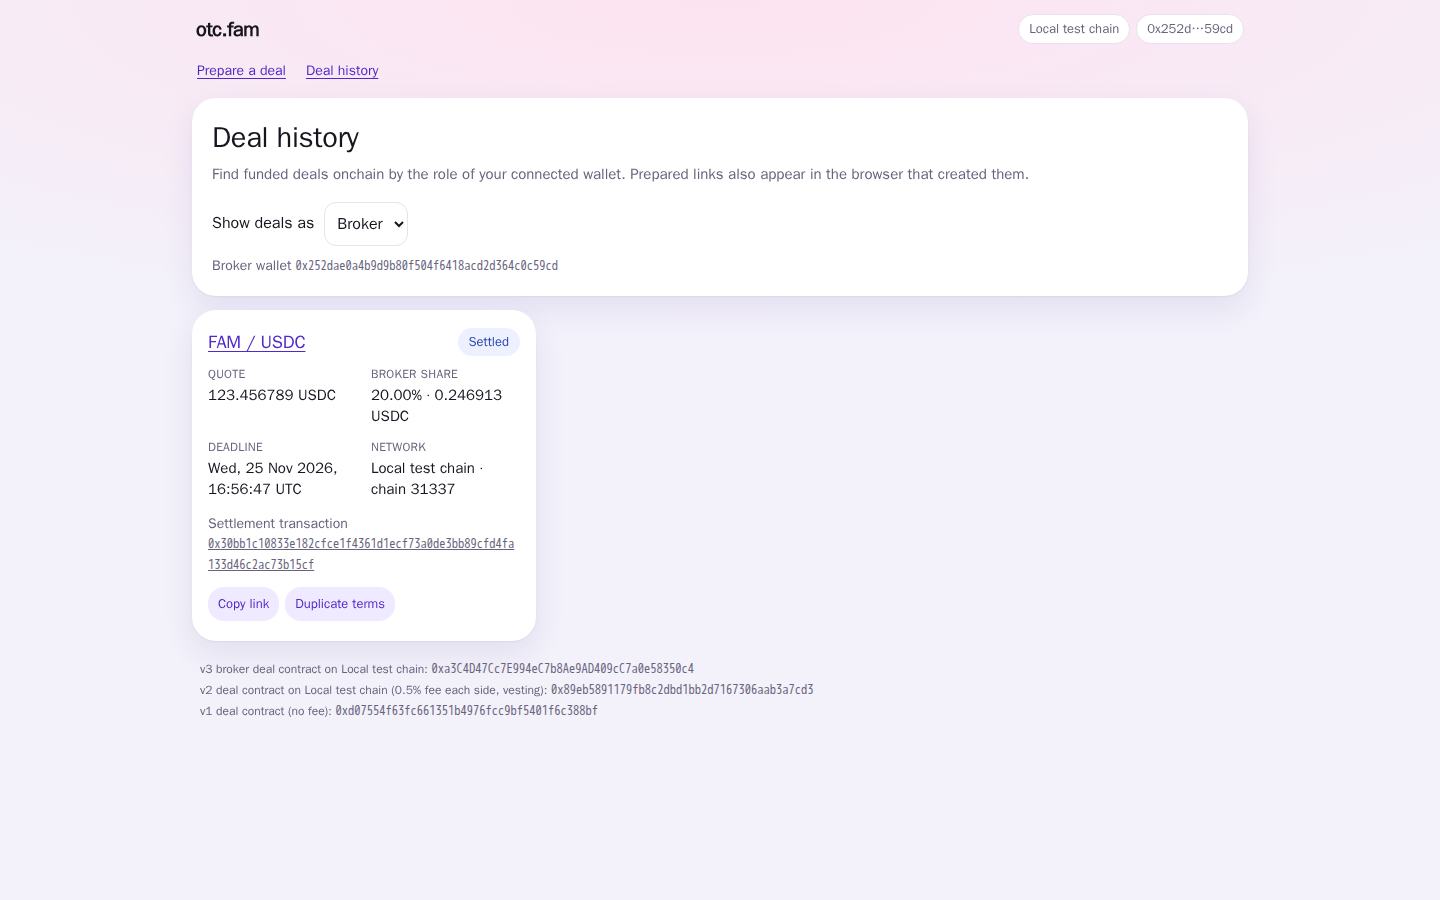 otc.fam
Local test chain
0x252d···59cd
Prepare a deal
Deal history
Deal history
Find funded deals onchain by the role of your connected wallet. Prepared links also appear in the browser that created them.
Show deals as
Broker
Broker wallet 0x252dae0a4b9d9b80f504f6418acd2d364c0c59cd
FAM / USDC
Settled
QUOTE
123.456789 USDC
BROKER SHARE
20.00% · 0.246913
USDC
DEADLINE
Wed, 25 Nov 2026,
16:56:47 UTC
NETWORK
Local test chain ·
chain 31337
Settlement transaction
0x30bb1c10833e182cfce1f4361d1ecf73a0de3bb89cfd4fa
133d46c2ac73b15cf
Copy link
Duplicate terms
v3 broker deal contract on Local test chain: 0xa3C4D47Cc7E994eC7b8Ae9AD409cC7a0e58350c4
v2 deal contract on Local test chain (0.5% fee each side, vesting): 0x89eb5891179fb8c2dbd1bb2d7167306aab3a7cd3
v1 deal contract (no fee): 0xd07554f63fc661351b4976fcc9bf5401f6c388bf